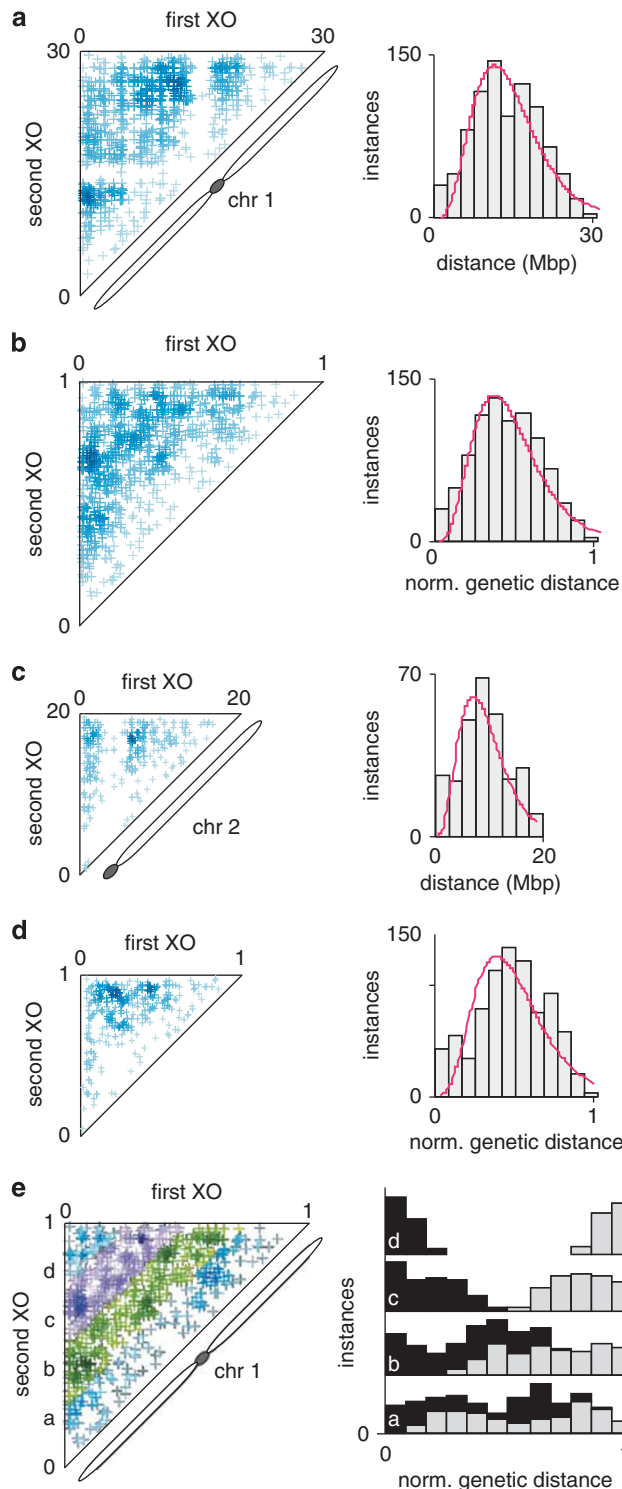 a
first XO
0 30
30
second XO
0
chr 1
150
instances
0
0 30
distance (Mbp)
b
first XO
0 1
1
second XO
0
150
instances
0
0 1
norm. genetic distance
c
first XO
0 20
20
second XO
0
chr 2
70
instances
0
0 20
distance (Mbp)
d
first XO
0 1
1
second XO
0
150
instances
0
0 1
norm. genetic distance
e
first XO
0 1
1
second XO
d
c
b
a
0
chr 1
instances
d
c
b
a
0
0
norm. genetic distance